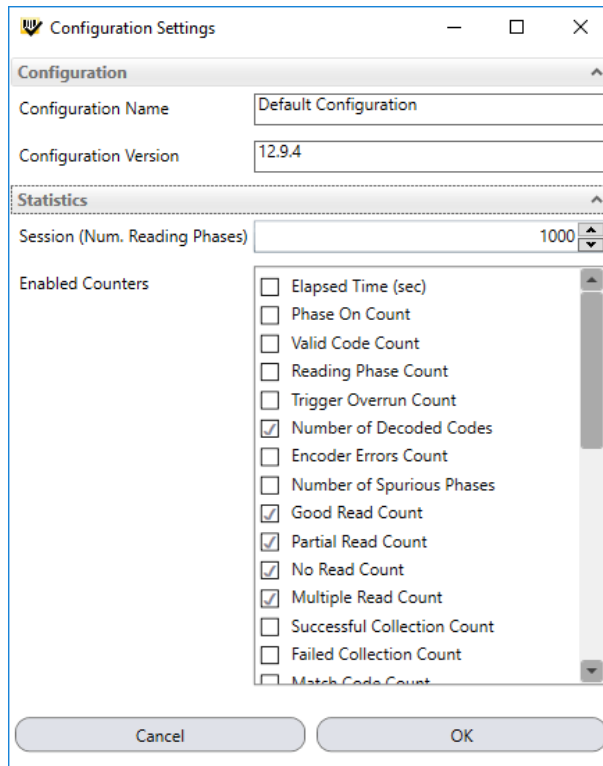 Configuration Settings
Configuration
Configuration Name Default Configuration
Configuration Version 12.9.4
Statistics
Session (Num. Reading Phases) 1000
Enabled Counters
Elapsed Time (sec)
Phase On Count
Valid Code Count
Reading Phase Count
Trigger Overrun Count
Number of Decoded Codes
Encoder Errors Count
Number of Spurious Phases
Good Read Count
Partial Read Count
No Read Count
Multiple Read Count
Successful Collection Count
Failed Collection Count
Match Code Count
Cancel OK